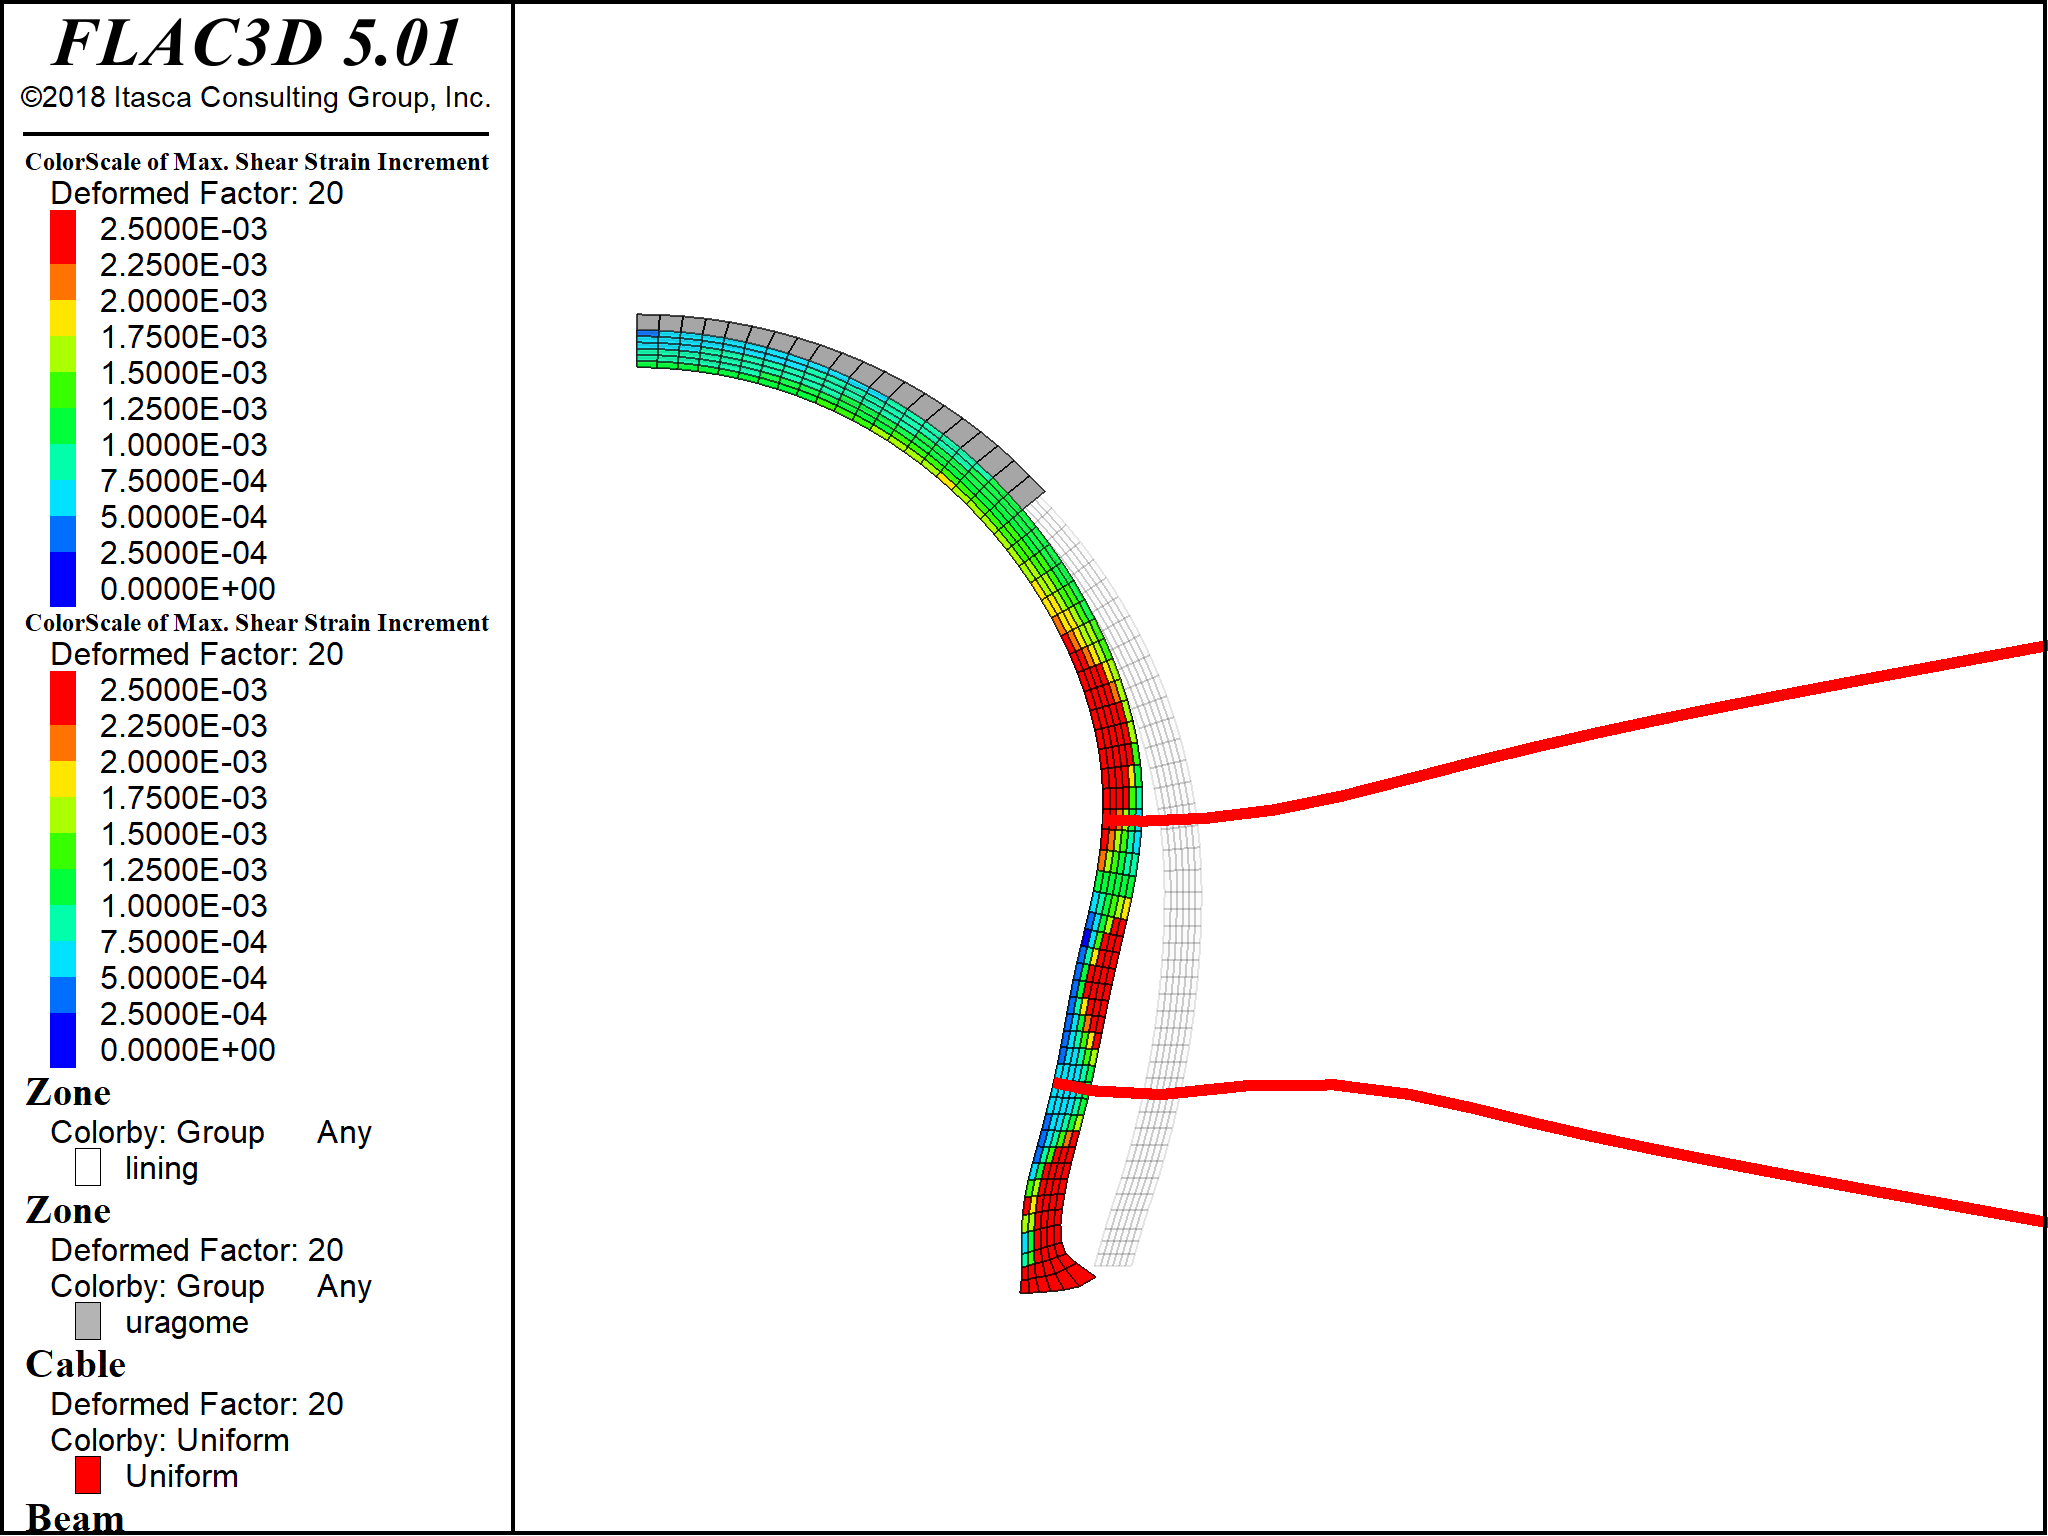 FLAC3D 5.01
©2018 Itasca Consulting Group, Inc.
ColorScale of Max. Shear Strain Increment
Deformed Factor: 20
2.5000E-03
2.2500E-03
2.0000E-03
1.7500E-03
1.5000E-03
1.2500E-03
1.0000E-03
7.5000E-04
5.0000E-04
2.5000E-04
0.0000E+00
ColorScale of Max. Shear Strain Increment
Deformed Factor: 20
2.5000E-03
2.2500E-03
2.0000E-03
1.7500E-03
1.5000E-03
1.2500E-03
1.0000E-03
7.5000E-04
5.0000E-04
2.5000E-04
0.0000E+00
Zone
Colorby: Group Any
lining
Zone
Deformed Factor: 20
Colorby: Group Any
uragome
Cable
Deformed Factor: 20
Colorby: Uniform
Uniform
Beam